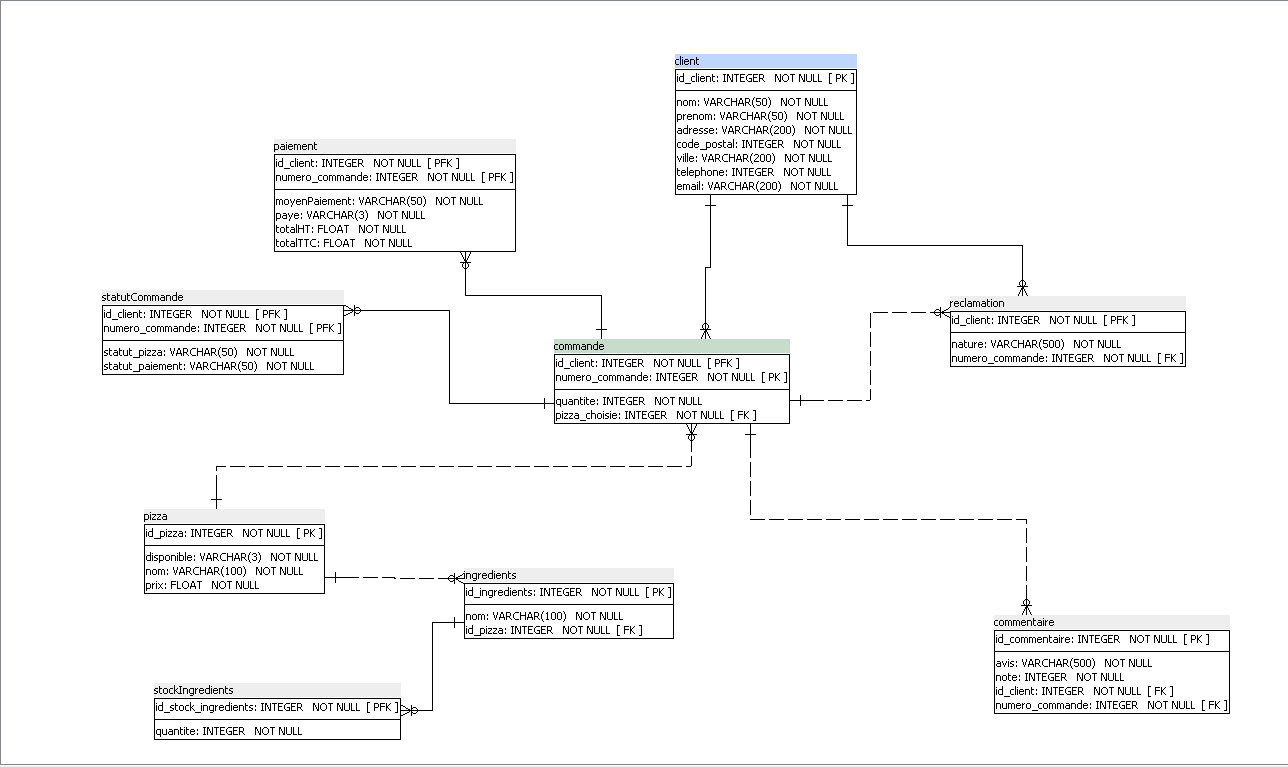 client
id_client: INTEGER NOT NULL [ PK ]
nom: VARCHAR(50) NOT NULL
prenom: VARCHAR(50) NOT NULL
adresse: VARCHAR(200) NOT NULL
code_postal: INTEGER NOT NULL
ville: VARCHAR(200) NOT NULL
telephone: INTEGER NOT NULL
email: VARCHAR(200) NOT NULL
paiement
id_client: INTEGER NOT NULL [ PFK ]
numero_commande: INTEGER NOT NULL [ PFK ]
moyenPaiement: VARCHAR(50) NOT NULL
paye: VARCHAR(3) NOT NULL
totalHT: FLOAT NOT NULL
totalTTC: FLOAT NOT NULL
statutCommande
id_client: INTEGER NOT NULL [ PFK ]
numero_commande: INTEGER NOT NULL [ PFK ]
statut_pizza: VARCHAR(50) NOT NULL
statut_paiement: VARCHAR(50) NOT NULL
reclamation
id_client: INTEGER NOT NULL [ PFK ]
nature: VARCHAR(500) NOT NULL
numero_commande: INTEGER NOT NULL [ FK ]
commande
id_client: INTEGER NOT NULL [ PFK ]
numero_commande: INTEGER NOT NULL [ PK ]
quantite: INTEGER NOT NULL
pizza_choisie: INTEGER NOT NULL [ FK ]
pizza
id_pizza: INTEGER NOT NULL [ PK ]
disponible: VARCHAR(3) NOT NULL
nom: VARCHAR(100) NOT NULL
prix: FLOAT NOT NULL
ingredients
id_ingredients: INTEGER NOT NULL [ PK ]
nom: VARCHAR(100) NOT NULL
id_pizza: INTEGER NOT NULL [ FK ]
commentaire
id_commentaire: INTEGER NOT NULL [ PK ]
avis: VARCHAR(500) NOT NULL
note: INTEGER NOT NULL
id_client: INTEGER NOT NULL [ FK ]
numero_commande: INTEGER NOT NULL [ FK ]
stockIngredients
id_stock_ingredients: INTEGER NOT NULL [ PFK ]
quantite: INTEGER NOT NULL